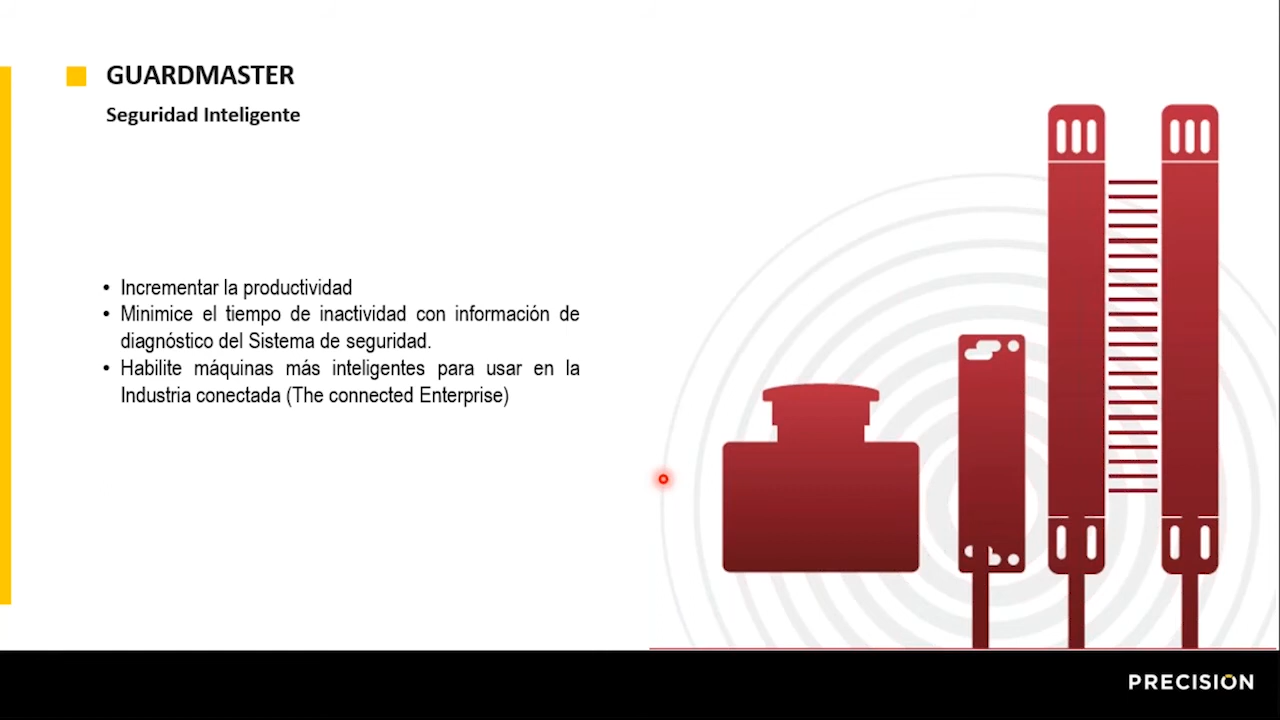 GUARDMASTER
Seguridad Inteligente
• Incrementar la productividad
• Minimice el tiempo de inactividad con información de
diagnóstico del Sistema de seguridad.
• Habilite máquinas más inteligentes para usar en la
Industria conectada (The connected Enterprise)
PRECISION